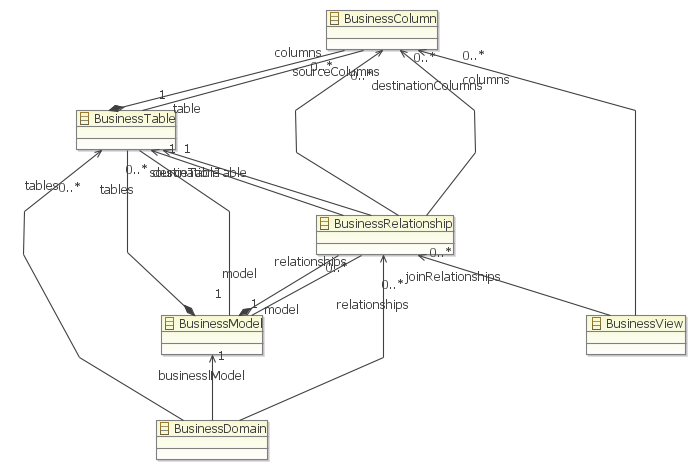 BusinessColumn
columns
0..*
sourceColumns
0..*
0..*
destinationColumns
0..*
columns
1
table
BusinessTable
1
1
0..*
sourceTable
destinationTable
tables
0..*
tables
BusinessRelationship
relationships
0..*
0..*
joinRelationships
model
0..*
relationships
1
1
model
BusinessModel
BusinessView
1
businesslModel
BusinessDomain